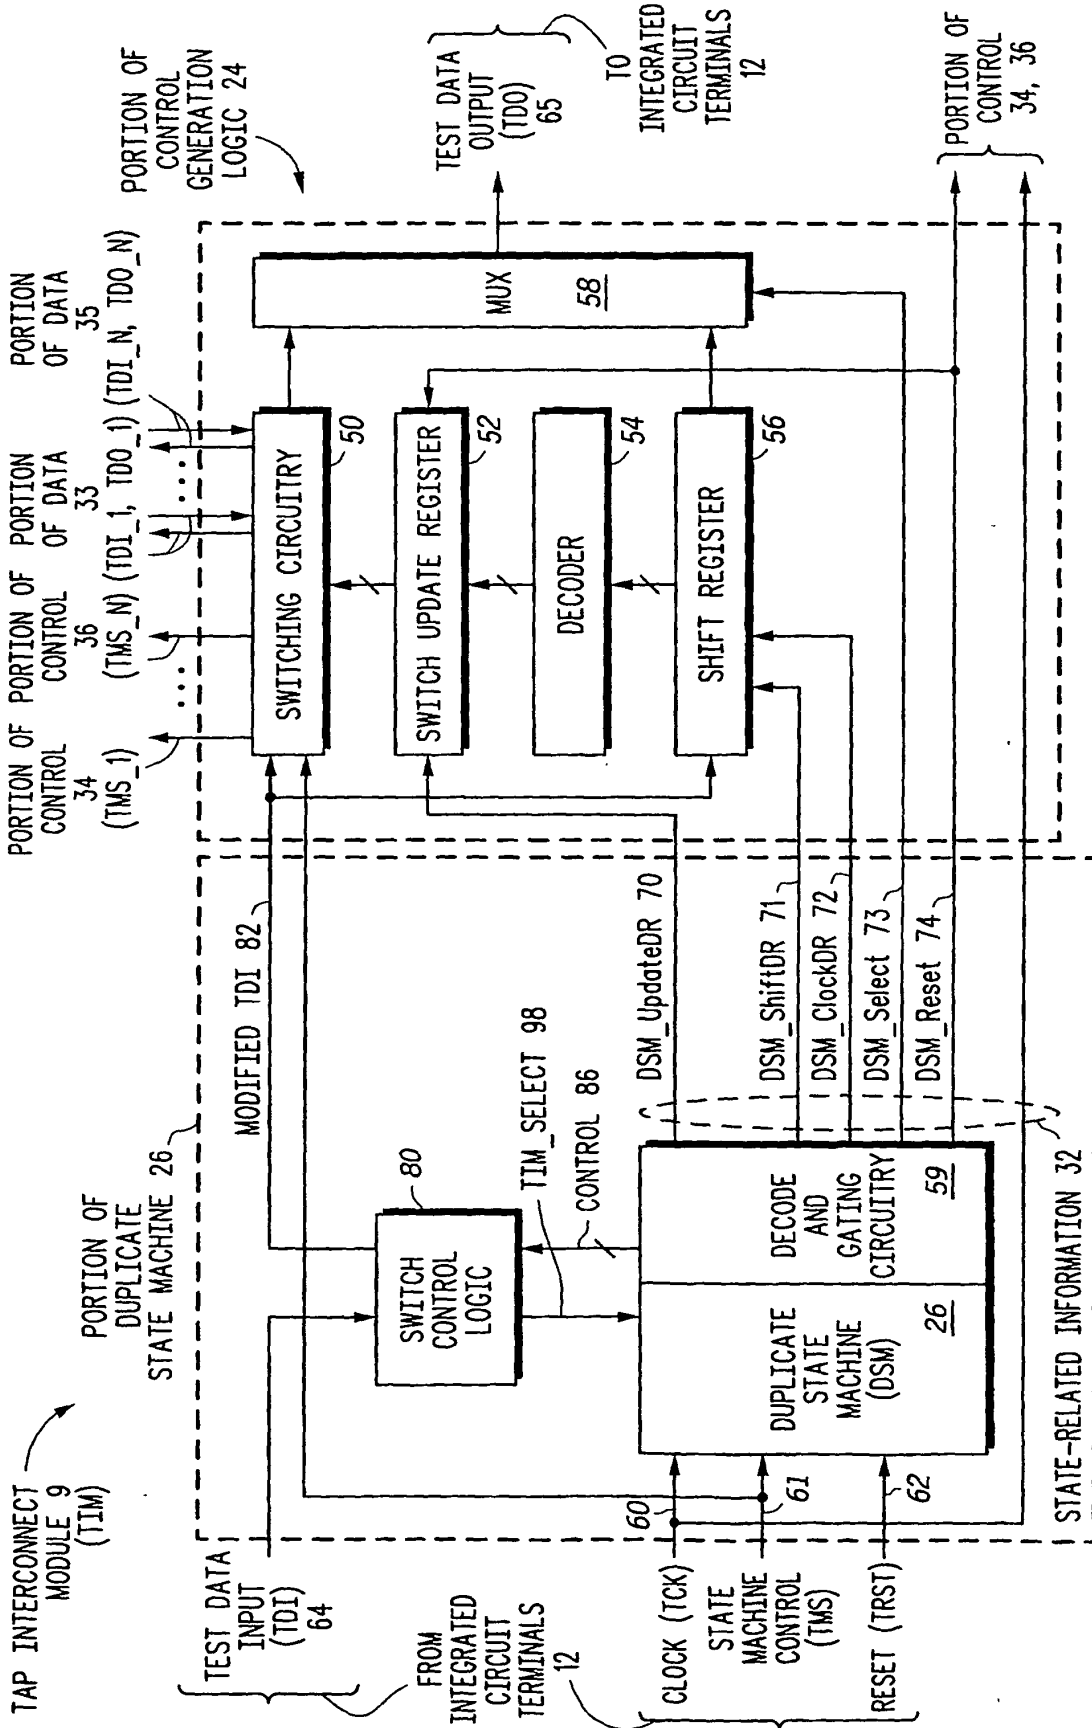 TAP INTERCONNECT
MODULE 9
(TIM)
PORTION OF
DUPLICATE
STATE MACHINE 26
PORTION OF
CONTROL
34
(TMS_1)
PORTION OF
CONTROL
36
(TMS_N)
PORTION
OF DATA
33
(TDI_1, TDO_1)
PORTION
OF DATA
35
(TDI_N, TDO_N)
PORTION OF
CONTROL
GENERATION
LOGIC 24
TEST DATA
INPUT
(TDI)
64
FROM
INTEGRATED
CIRCUIT
TERMINALS
12
CLOCK (TCK)
STATE
MACHINE
CONTROL
(TMS)
RESET (TRST)
60
61
62
MODIFIED TDI 82
SWITCH
CONTROL
LOGIC
80
TIM_SELECT 98
CONTROL 86
DUPLICATE
STATE
MACHINE
(DSM)
26
DECODE
AND
GATING
CIRCUITRY
59
DSM_UpdateDR 70
DSM_ShiftDR 71
DSM_ClockDR 72
DSM_Select 73
DSM_Reset 74
STATE-RELATED INFORMATION 32
SWITCHING CIRCUITRY
50
SWITCH UPDATE REGISTER
52
DECODER
54
SHIFT REGISTER
56
MUX
58
TEST DATA
OUTPUT
(TDO)
65
TO
INTEGRATED
CIRCUIT
TERMINALS
12
PORTION OF
CONTROL
34, 36